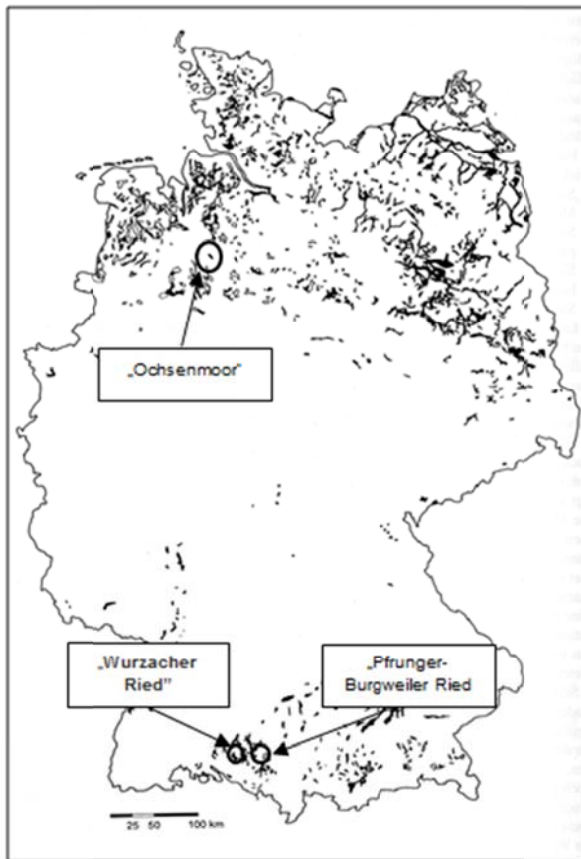 „Ochsenmoor"
„Wurzacher
Ried"
„Pfrunger-
Burgweiler Ried
25 50 100 km